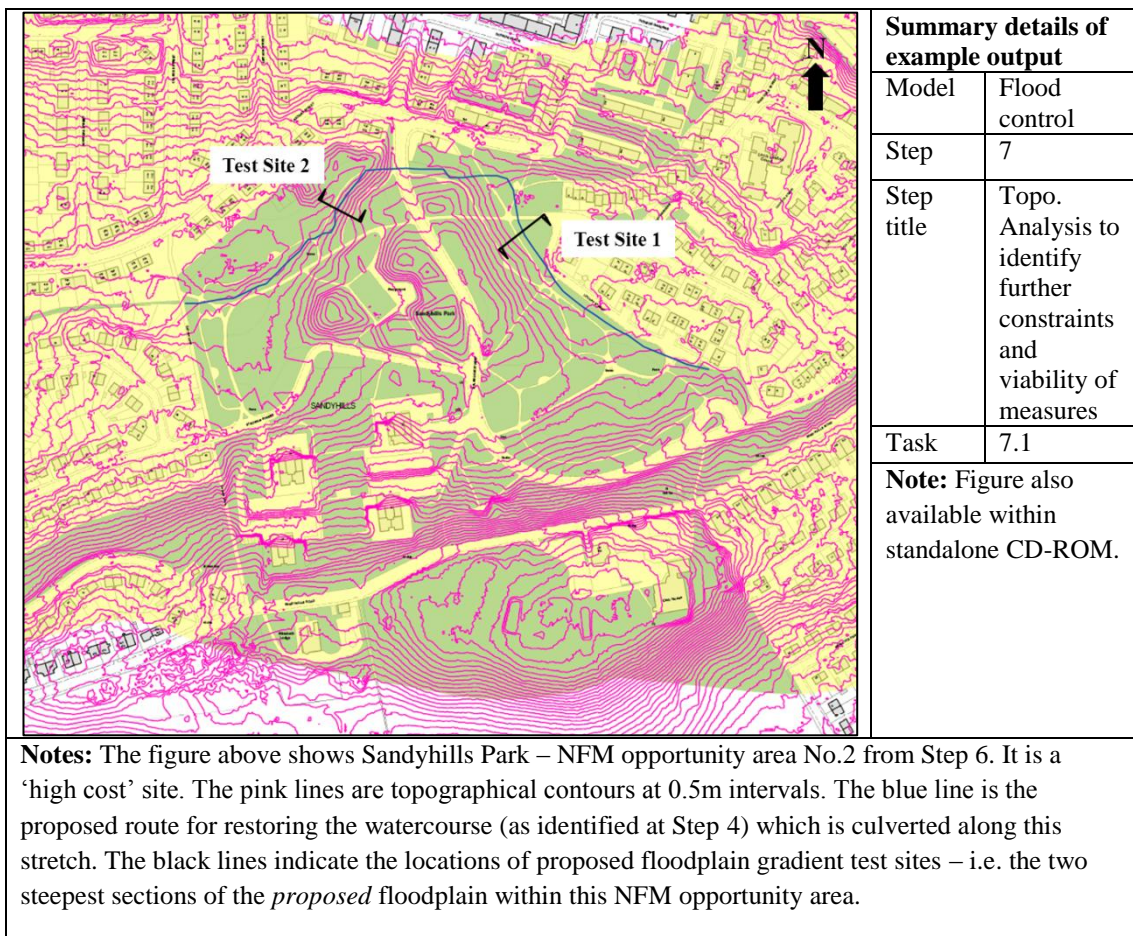 N
Test Site 2
Test Site 1
Sandyhills Park
SANDYHILLS
Summary details of
example output
Model
Flood
control
Step
7
Step
title
Topo.
Analysis to
identify
further
constraints
and
viability of
measures
Task
7.1
Note: Figure also
available within
standalone CD-ROM.
Notes: The figure above shows Sandyhills Park – NFM opportunity area No.2 from Step 6. It is a
‘high cost’ site. The pink lines are topographical contours at 0.5m intervals. The blue line is the
proposed route for restoring the watercourse (as identified at Step 4) which is culverted along this
stretch. The black lines indicate the locations of proposed floodplain gradient test sites – i.e. the two
steepest sections of the proposed floodplain within this NFM opportunity area.